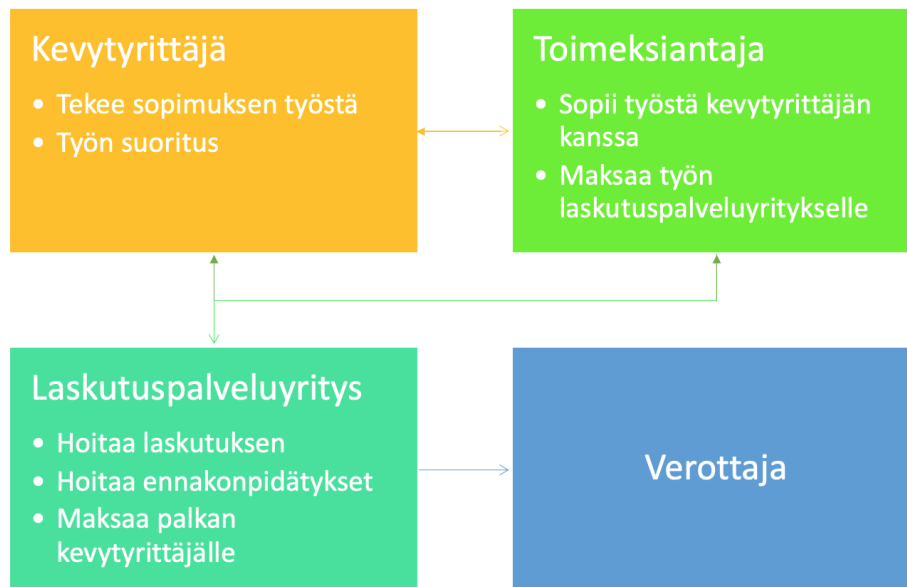 Kevytyrittäjä
• Tekee sopimuksen työstä
• Työn suoritus
Toimeksiantaja
• Sopii työstä kevytyrittäjän
kanssa
• Maksaa työn
laskutuspalveluyritykselle
Laskutuspalveluyritys
• Hoitaa laskutuksen
• Hoitaa ennakonpidätykset
• Maksaa palkan
kevytyrittäjälle
Verottaja